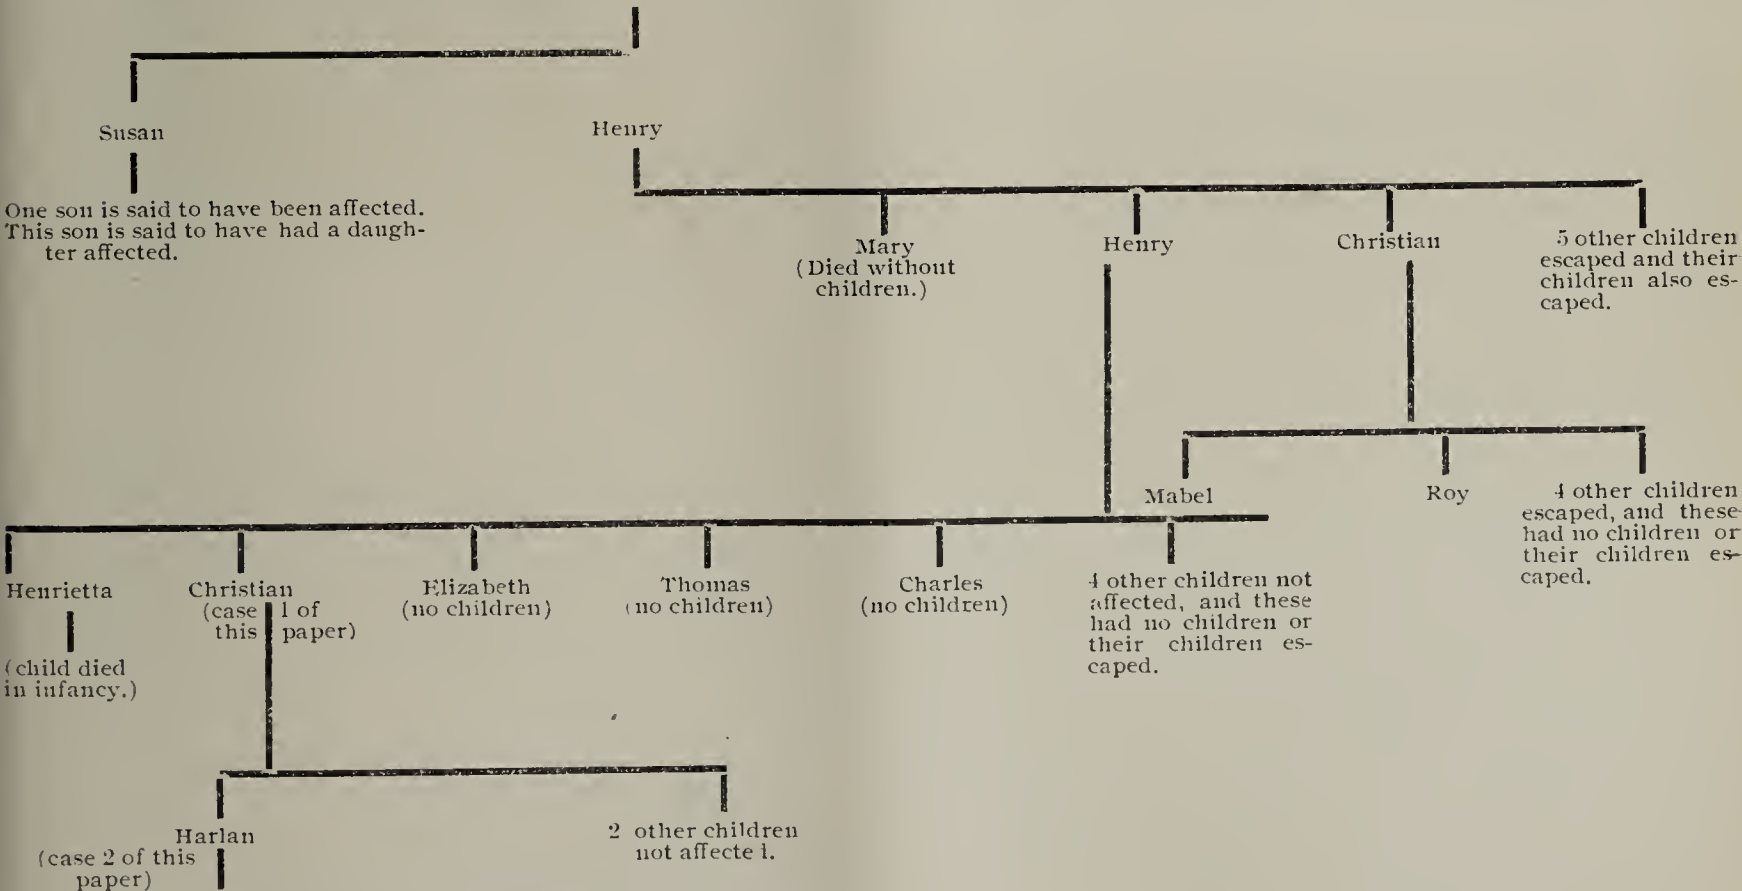 Susan
Henry
One son is said to have been affected.
This son is said to have had a daugh-
ter affected.
Mary
(Died without
children.)
Henry
Christian
5 other children
escaped and their
children also es-
caped.
Mabel
Roy
4 other children
escaped, and these
had no children or
their children es-
caped.
Henrietta
(child died
in infancy.)
Christian
(case 1 of
this paper)
Elizabeth
(no children)
Thomas
(no children)
Charles
(no children)
4 other children not
affected, and these
had no children or
their children es-
caped.
Harlan
(case 2 of this
paper)
2 other children
not affecte l.